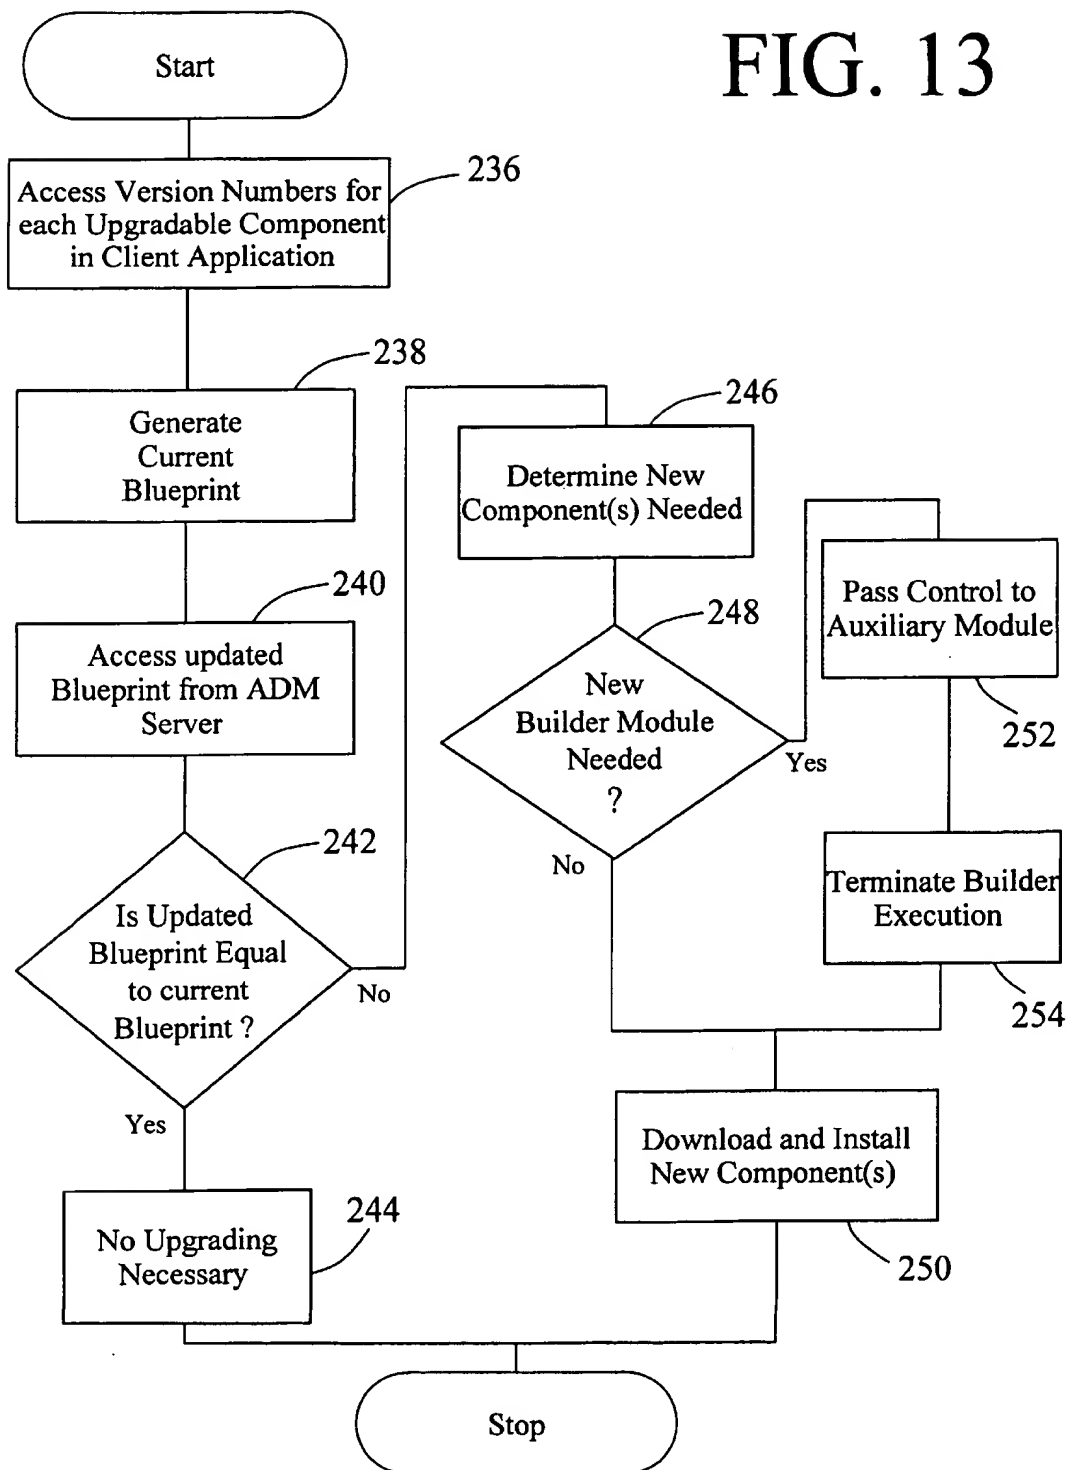 FIG. 13
Start
Access Version Numbers for
each Upgradable Component
in Client Application
236
Generate
Current
Blueprint
238
Access updated
Blueprint from ADM
Server
240
Is Updated
Blueprint Equal
to current
Blueprint ?
242
No
Yes
No Upgrading
Necessary
244
Determine New
Component(s) Needed
246
New
Builder Module
Needed
?
248
Yes
No
Pass Control to
Auxiliary Module
252
Terminate Builder
Execution
254
Download and Install
New Component(s)
250
Stop